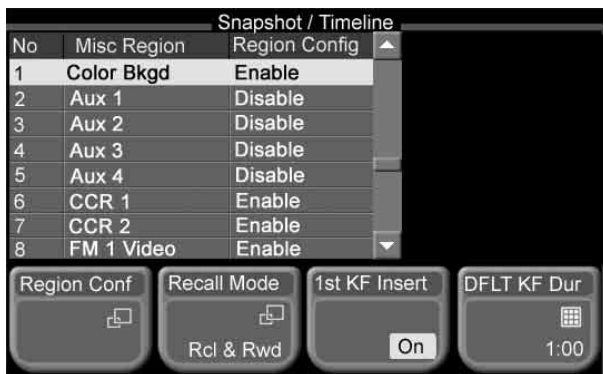 Snapshot / Timeline
No Misc Region Region Config
1 Color Bkgd Enable
2 Aux 1 Disable
3 Aux 2 Disable
4 Aux 3 Disable
5 Aux 4 Disable
6 CCR 1 Enable
7 CCR 2 Enable
8 FM 1 Video Enable
Region Conf Recall Mode 1st KF Insert DFLT KF Dur
Rcl & Rwd On 1:00